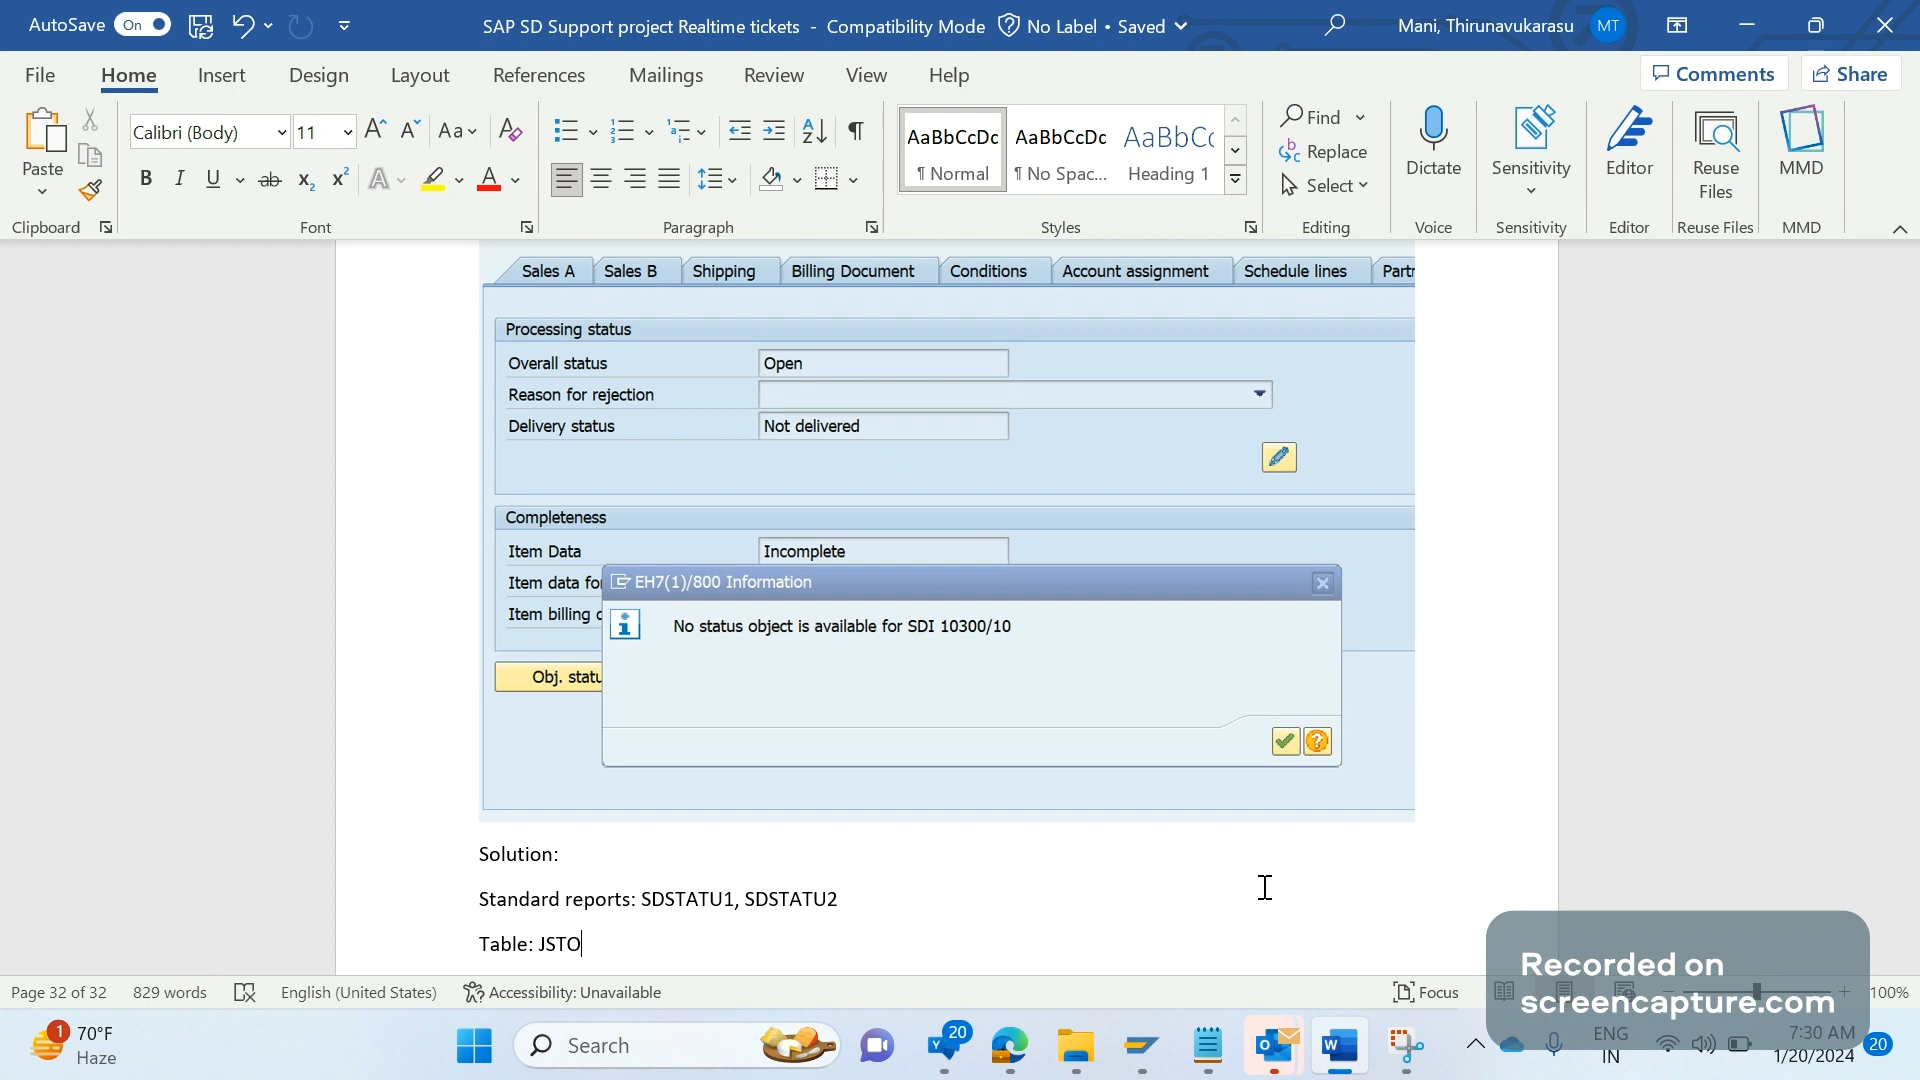 AutoSave On SAP SD Support project Realtime tickets - Compatibility Mode No Label • Saved Mani, Thirunavukarasu MT
File Home Insert Design Layout References Mailings Review View Help Comments Share
Calibri (Body) 11 Aa
Paste
B I U ab x₂ x² A A
AaBbCcDc AaBbCcDc AaBbCc
¶ Normal ¶ No Spac... Heading 1
Find
Replace
Select
Dictate
Sensitivity
Editor
Reuse
Files
MMD
Clipboard Font Paragraph Styles Editing Voice Sensitivity Editor Reuse Files MMD
Sales A Sales B Shipping Billing Document Conditions Account assignment Schedule lines Partr
Processing status
Overall status Open
Reason for rejection
Delivery status Not delivered
Completeness
Item Data Incomplete
Item data fo
EH7(1)/800 Information
Item billing
No status object is available for SDI 10300/10
Obj. statu
Solution:
Standard reports: SDSTATU1, SDSTATU2
Table: JSTO
Recorded on
screencapture.com
Page 32 of 32 829 words English (United States) Accessibility: Unavailable Focus 100%
1 70°F
Haze
Search
20
ENG
IN
7:30 AM
1/20/2024
20